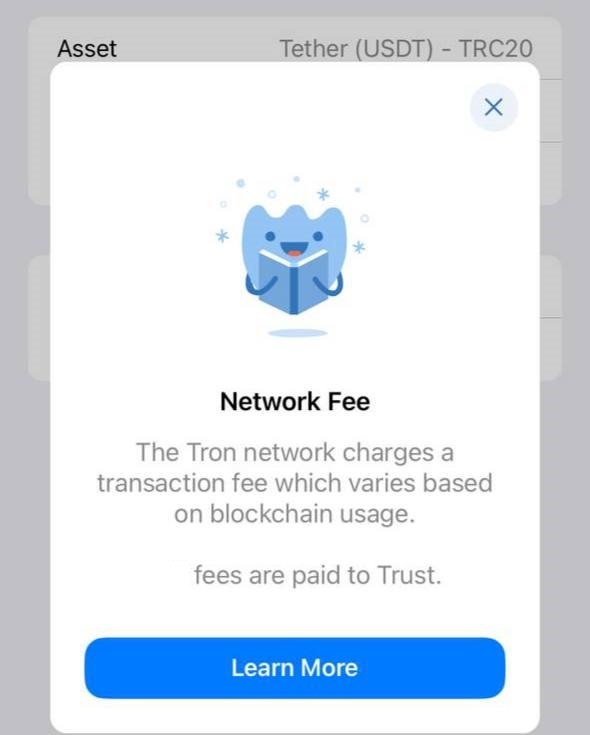 Asset Tether (USDT) - TRC20
Network Fee
The Tron network charges a
transaction fee which varies based
on blockchain usage.
fees are paid to Trust.
Learn More